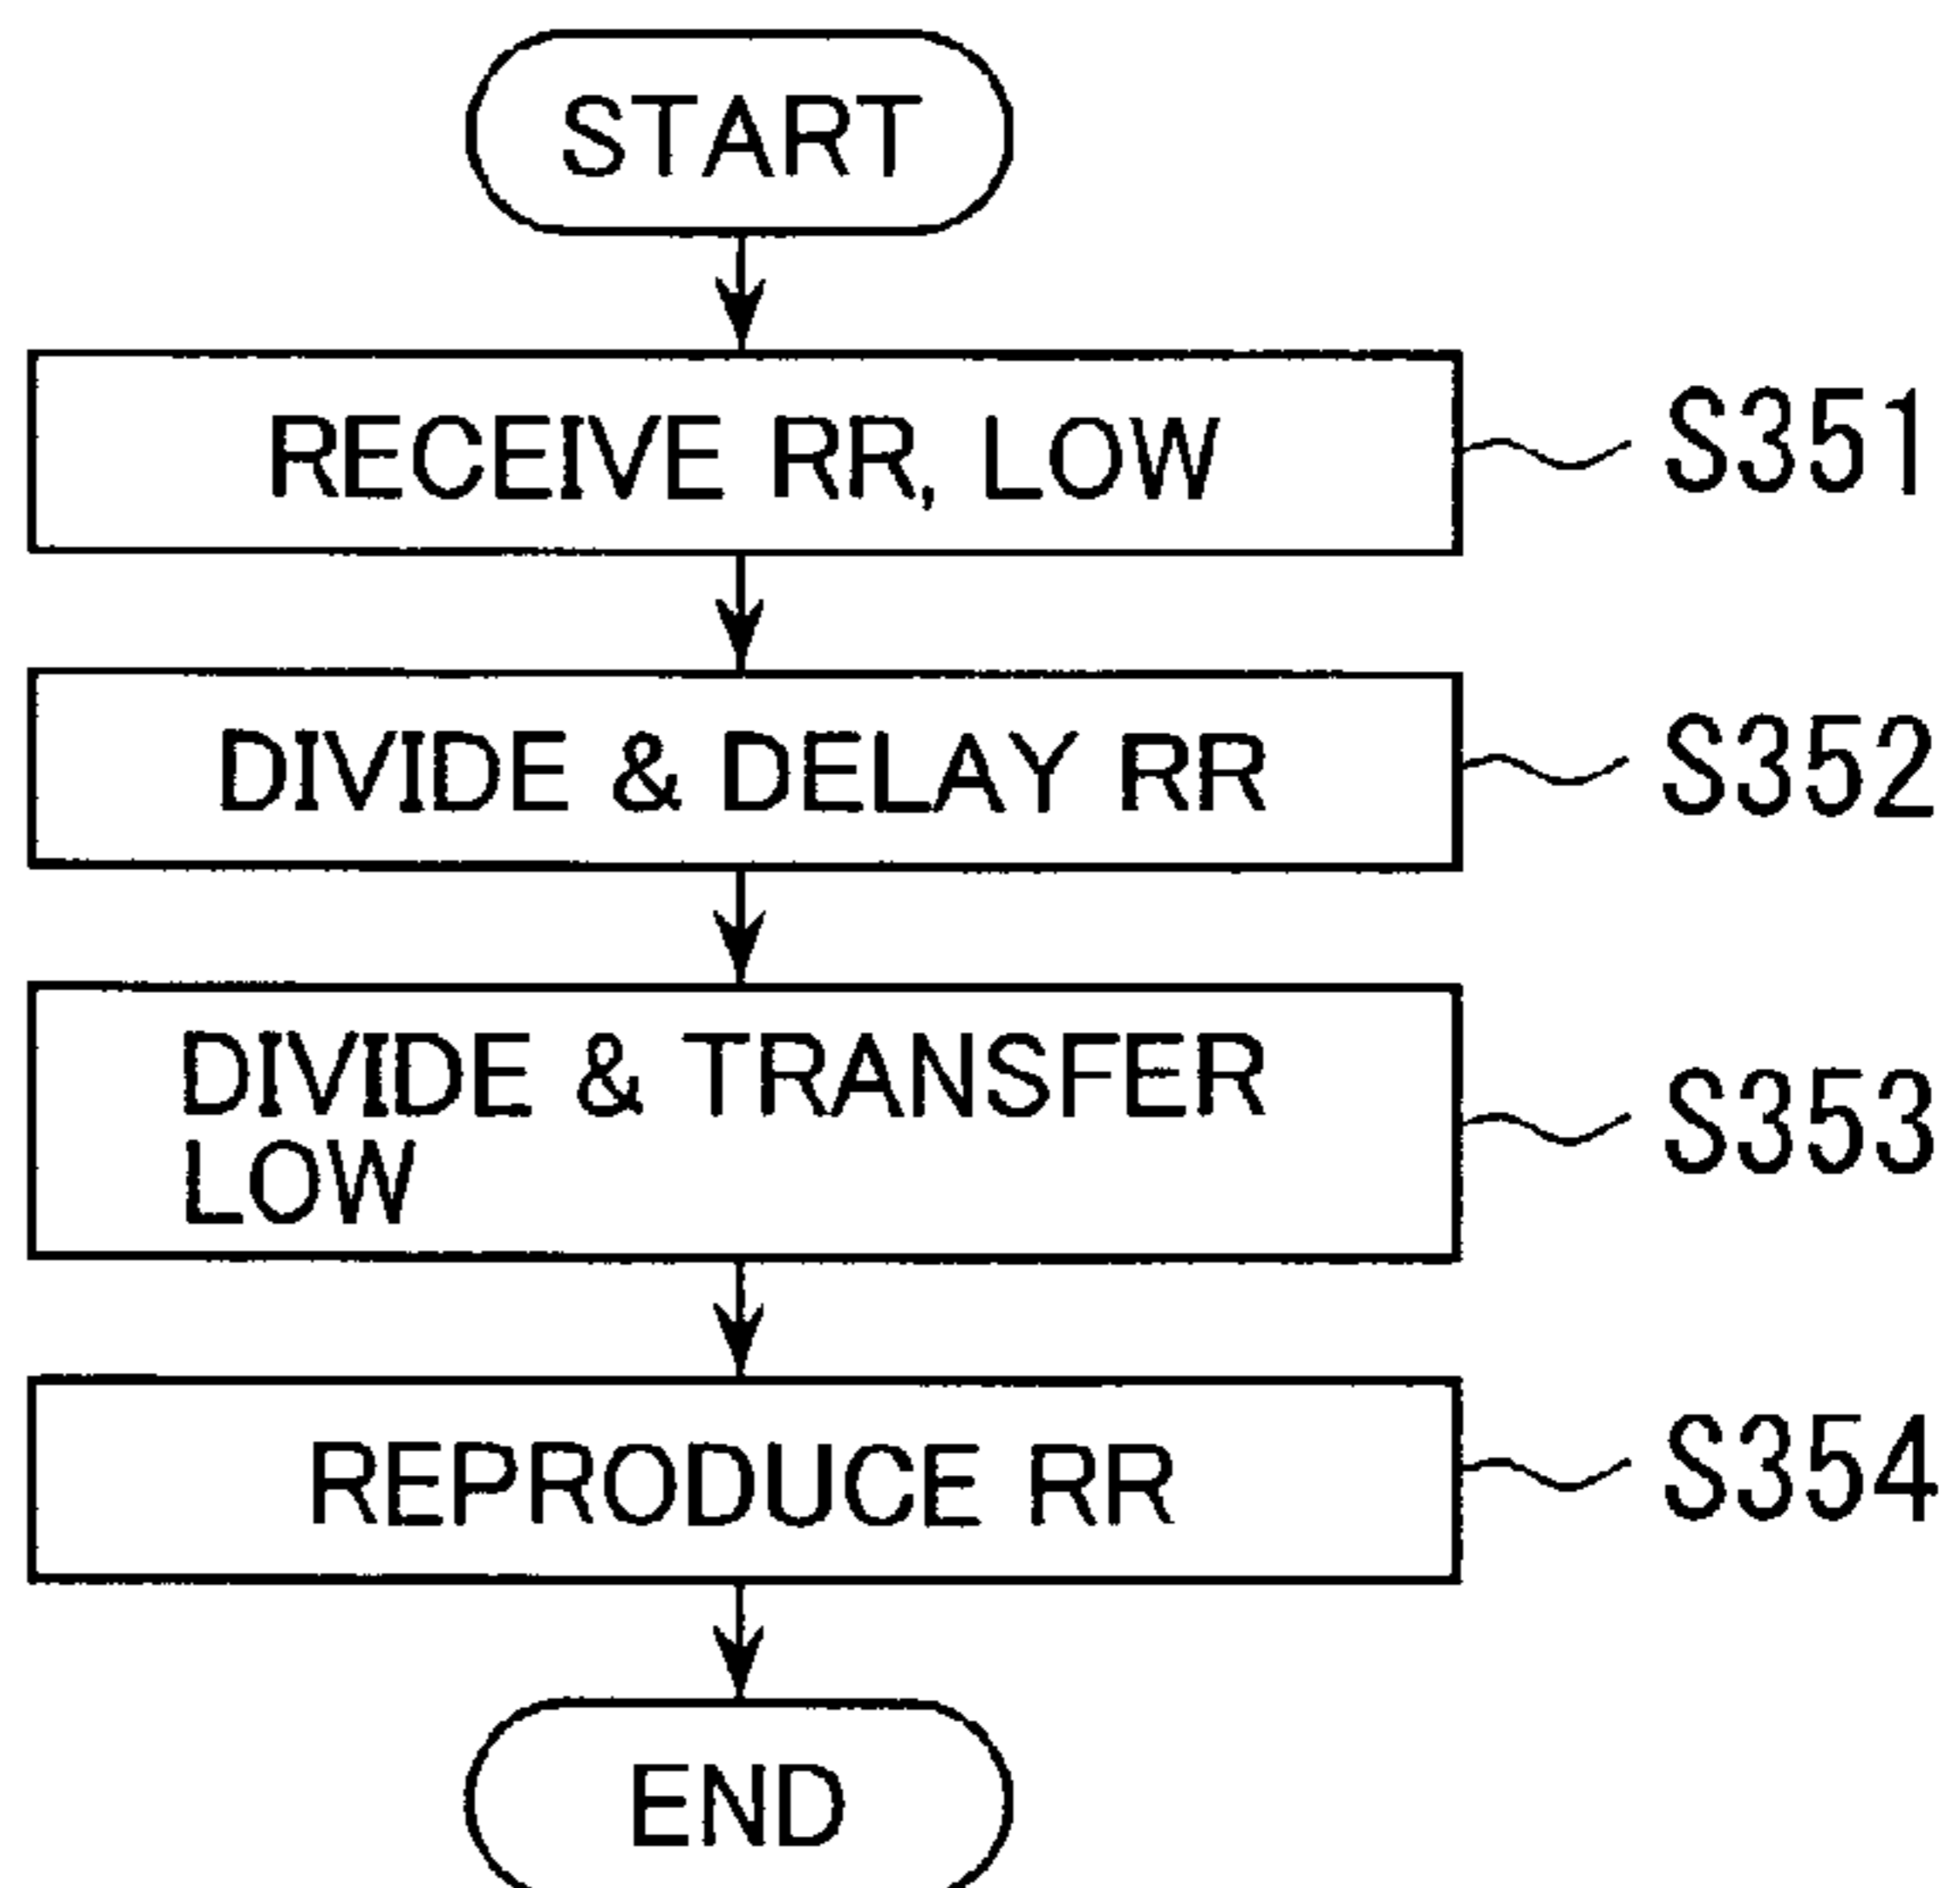 START
RECEIVE RR, LOW
S351
DIVIDE & DELAY RR
S352
DIVIDE & TRANSFER
LOW
S353
REPRODUCE RR
S354
END